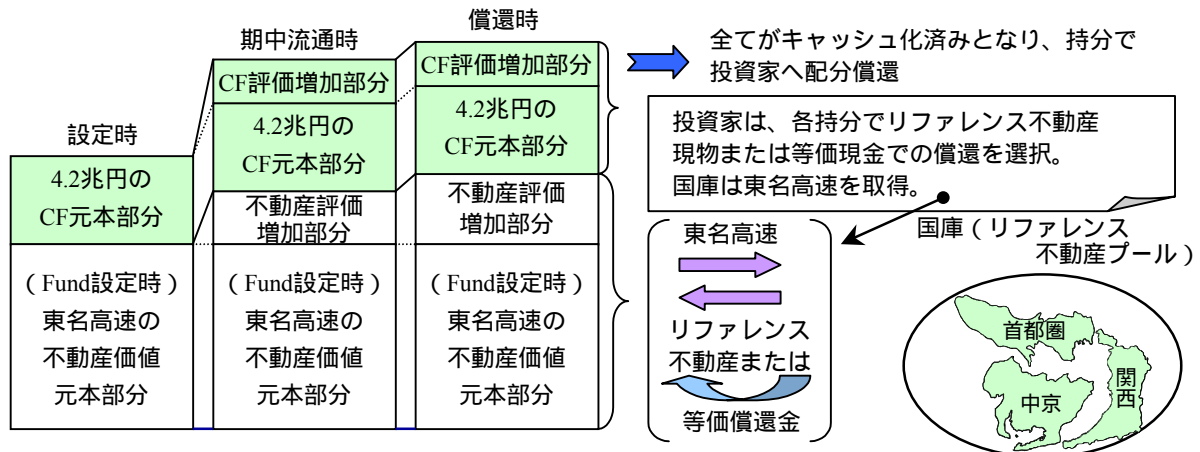 設定時
4.2兆円の
CF元本部分
(Fund設定時)
東名高速の
不動産価値
元本部分
期中流通時
CF評価増加部分
4.2兆円の
CF元本部分
不動産評価
増加部分
(Fund設定時)
東名高速の
不動産価値
元本部分
償還時
CF評価増加部分
4.2兆円の
CF元本部分
不動産評価
増加部分
(Fund設定時)
東名高速の
不動産価値
元本部分
全てがキャッシュ化済みとなり、持分で
投資家へ配分償還
投資家は、各持分でリファレンス不動産
現物または等価現金での償還を選択。
国庫は東名高速を取得。
東名高速
リファレンス
不動産または
等価償還金
国庫(リファレンス
不動産プール)
首都圏
中京
関西